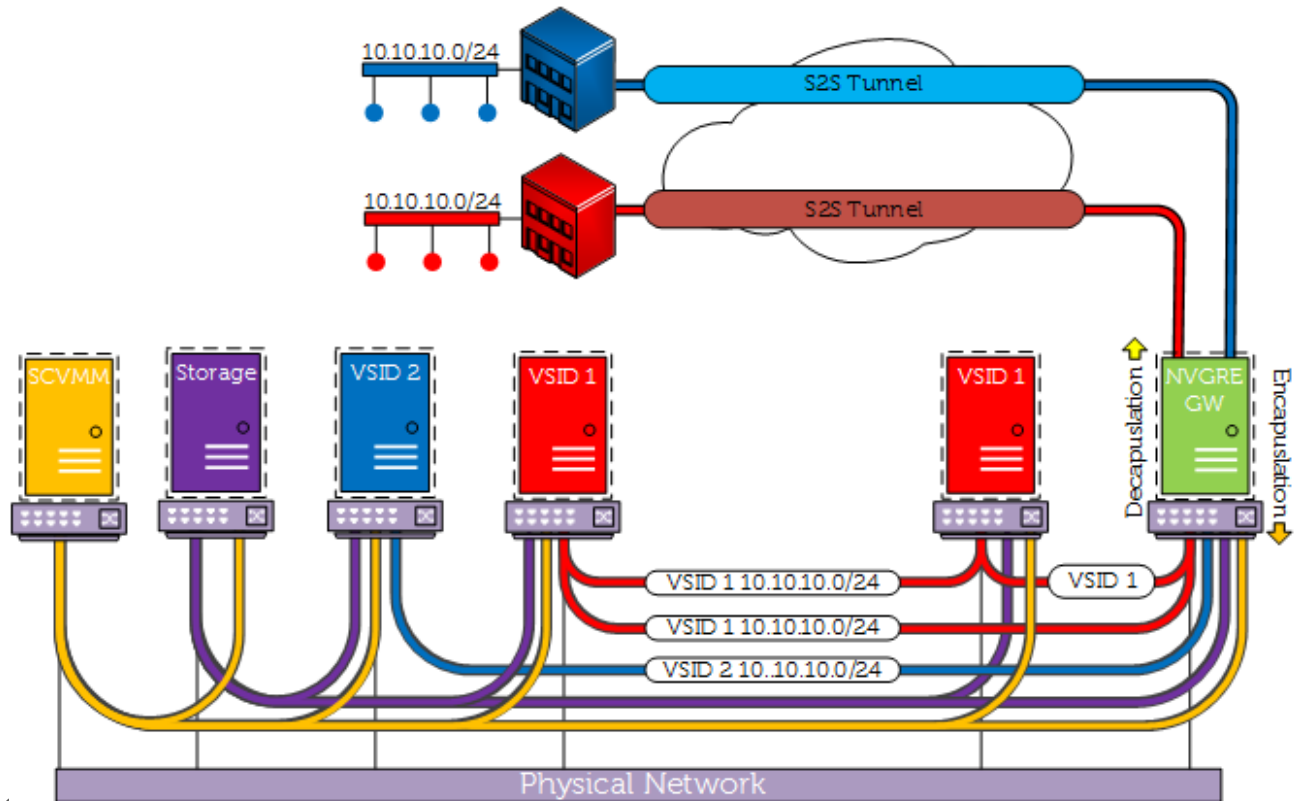 10.10.10.0/24
S2S Tunnel
10.10.10.0/24
S2S Tunnel
SCVMM
Storage
VSID 2
VSID 1
VSID 1
NVGRE
GW
Decapuslation
Encapuslation
VSID 1 10.10.10.0/24
VSID 1
VSID 1 10.10.10.0/24
VSID 2 10..10.10.0/24
Physical Network